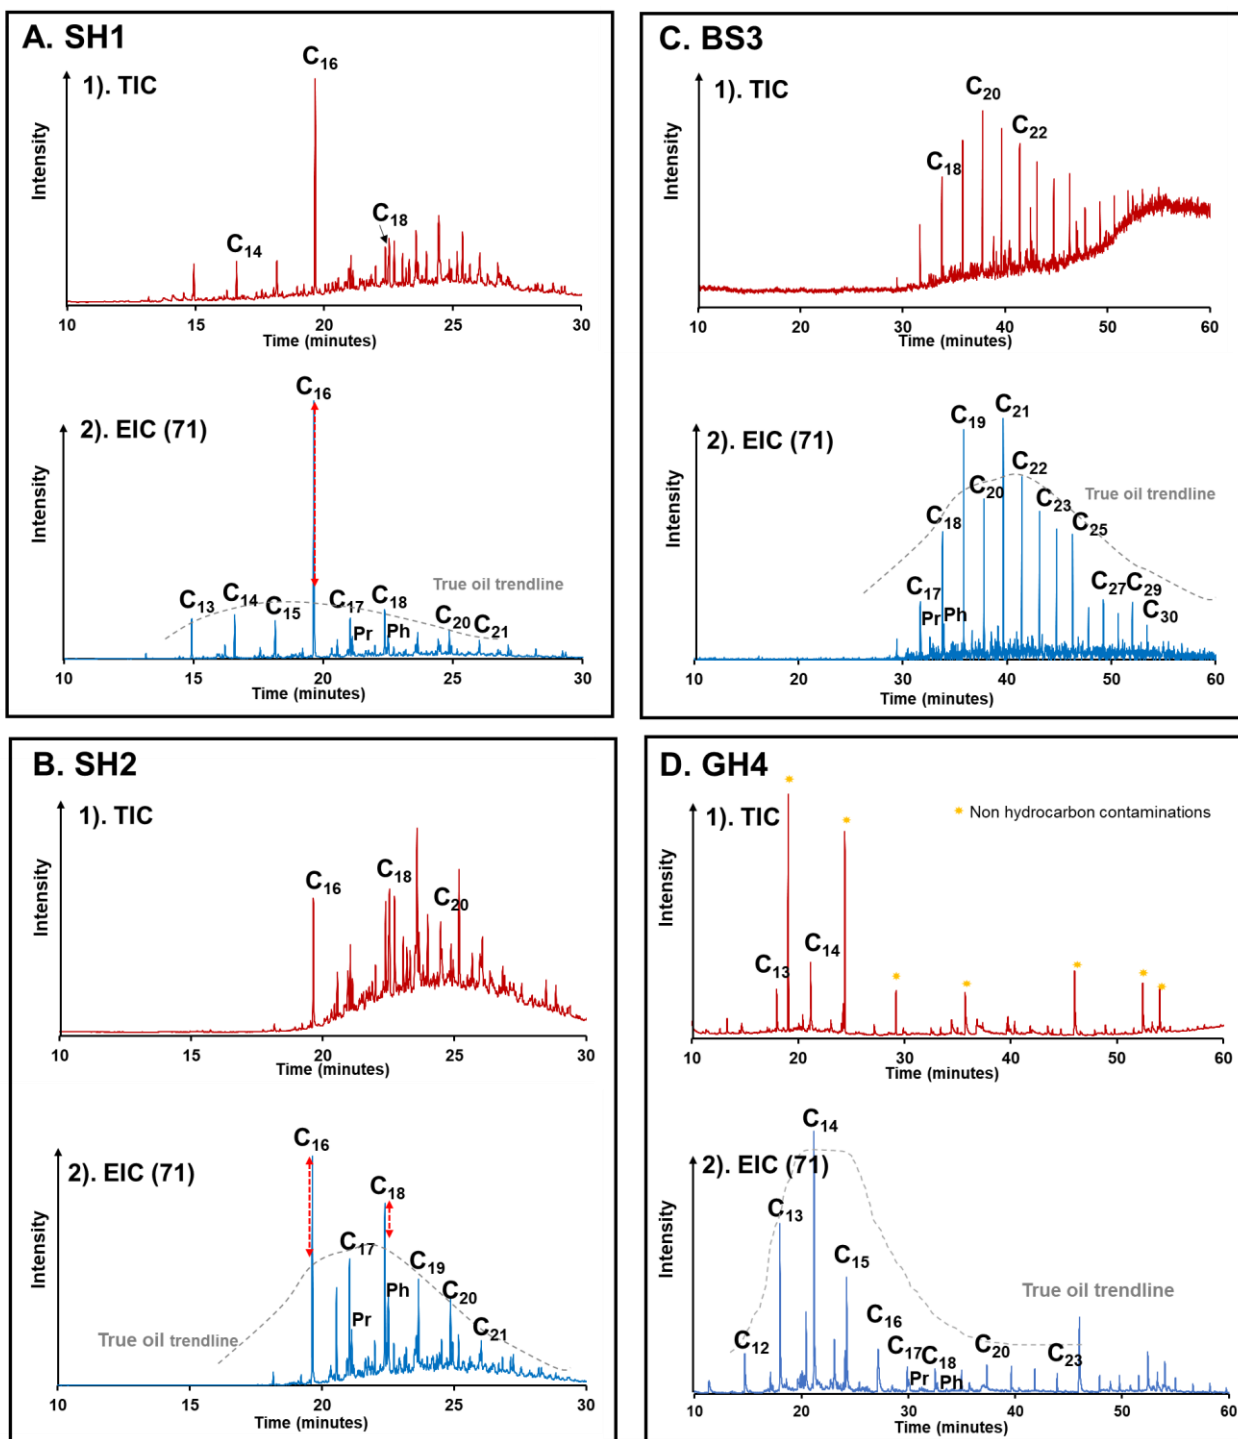 A. SH1
1). TIC
C16
C14
C18
Intensity
10 15 20 25 30
Time (minutes)
2). EIC (71)
C16
C13
C14
C15
C17
Pr
C18
Ph
C20
C21
True oil trendline
Intensity
10 15 20 25 30
Time (minutes)
C. BS3
1). TIC
C18
C20
C22
Intensity
10 20 30 40 50 60
Time (minutes)
2). EIC (71)
C17
Pr
C18
Ph
C19
C20
C21
C22
C23
C25
C27
C29
C30
True oil trendline
Intensity
10 20 30 40 50 60
Time (minutes)
B. SH2
1). TIC
C16
C18
C20
Intensity
10 15 20 25 30
Time (minutes)
2). EIC (71)
C16
C17
Pr
C18
Ph
C19
C20
C21
True oil trendline
Intensity
10 15 20 25 30
Time (minutes)
D. GH4
1). TIC
Non hydrocarbon contaminations
C13
C14
Intensity
10 20 30 40 50 60
Time (minutes)
2). EIC (71)
C12
C13
C14
C15
C16
C17
Pr
C18
Ph
C20
C23
True oil trendline
Intensity
10 20 30 40 50 60
Time (minutes)